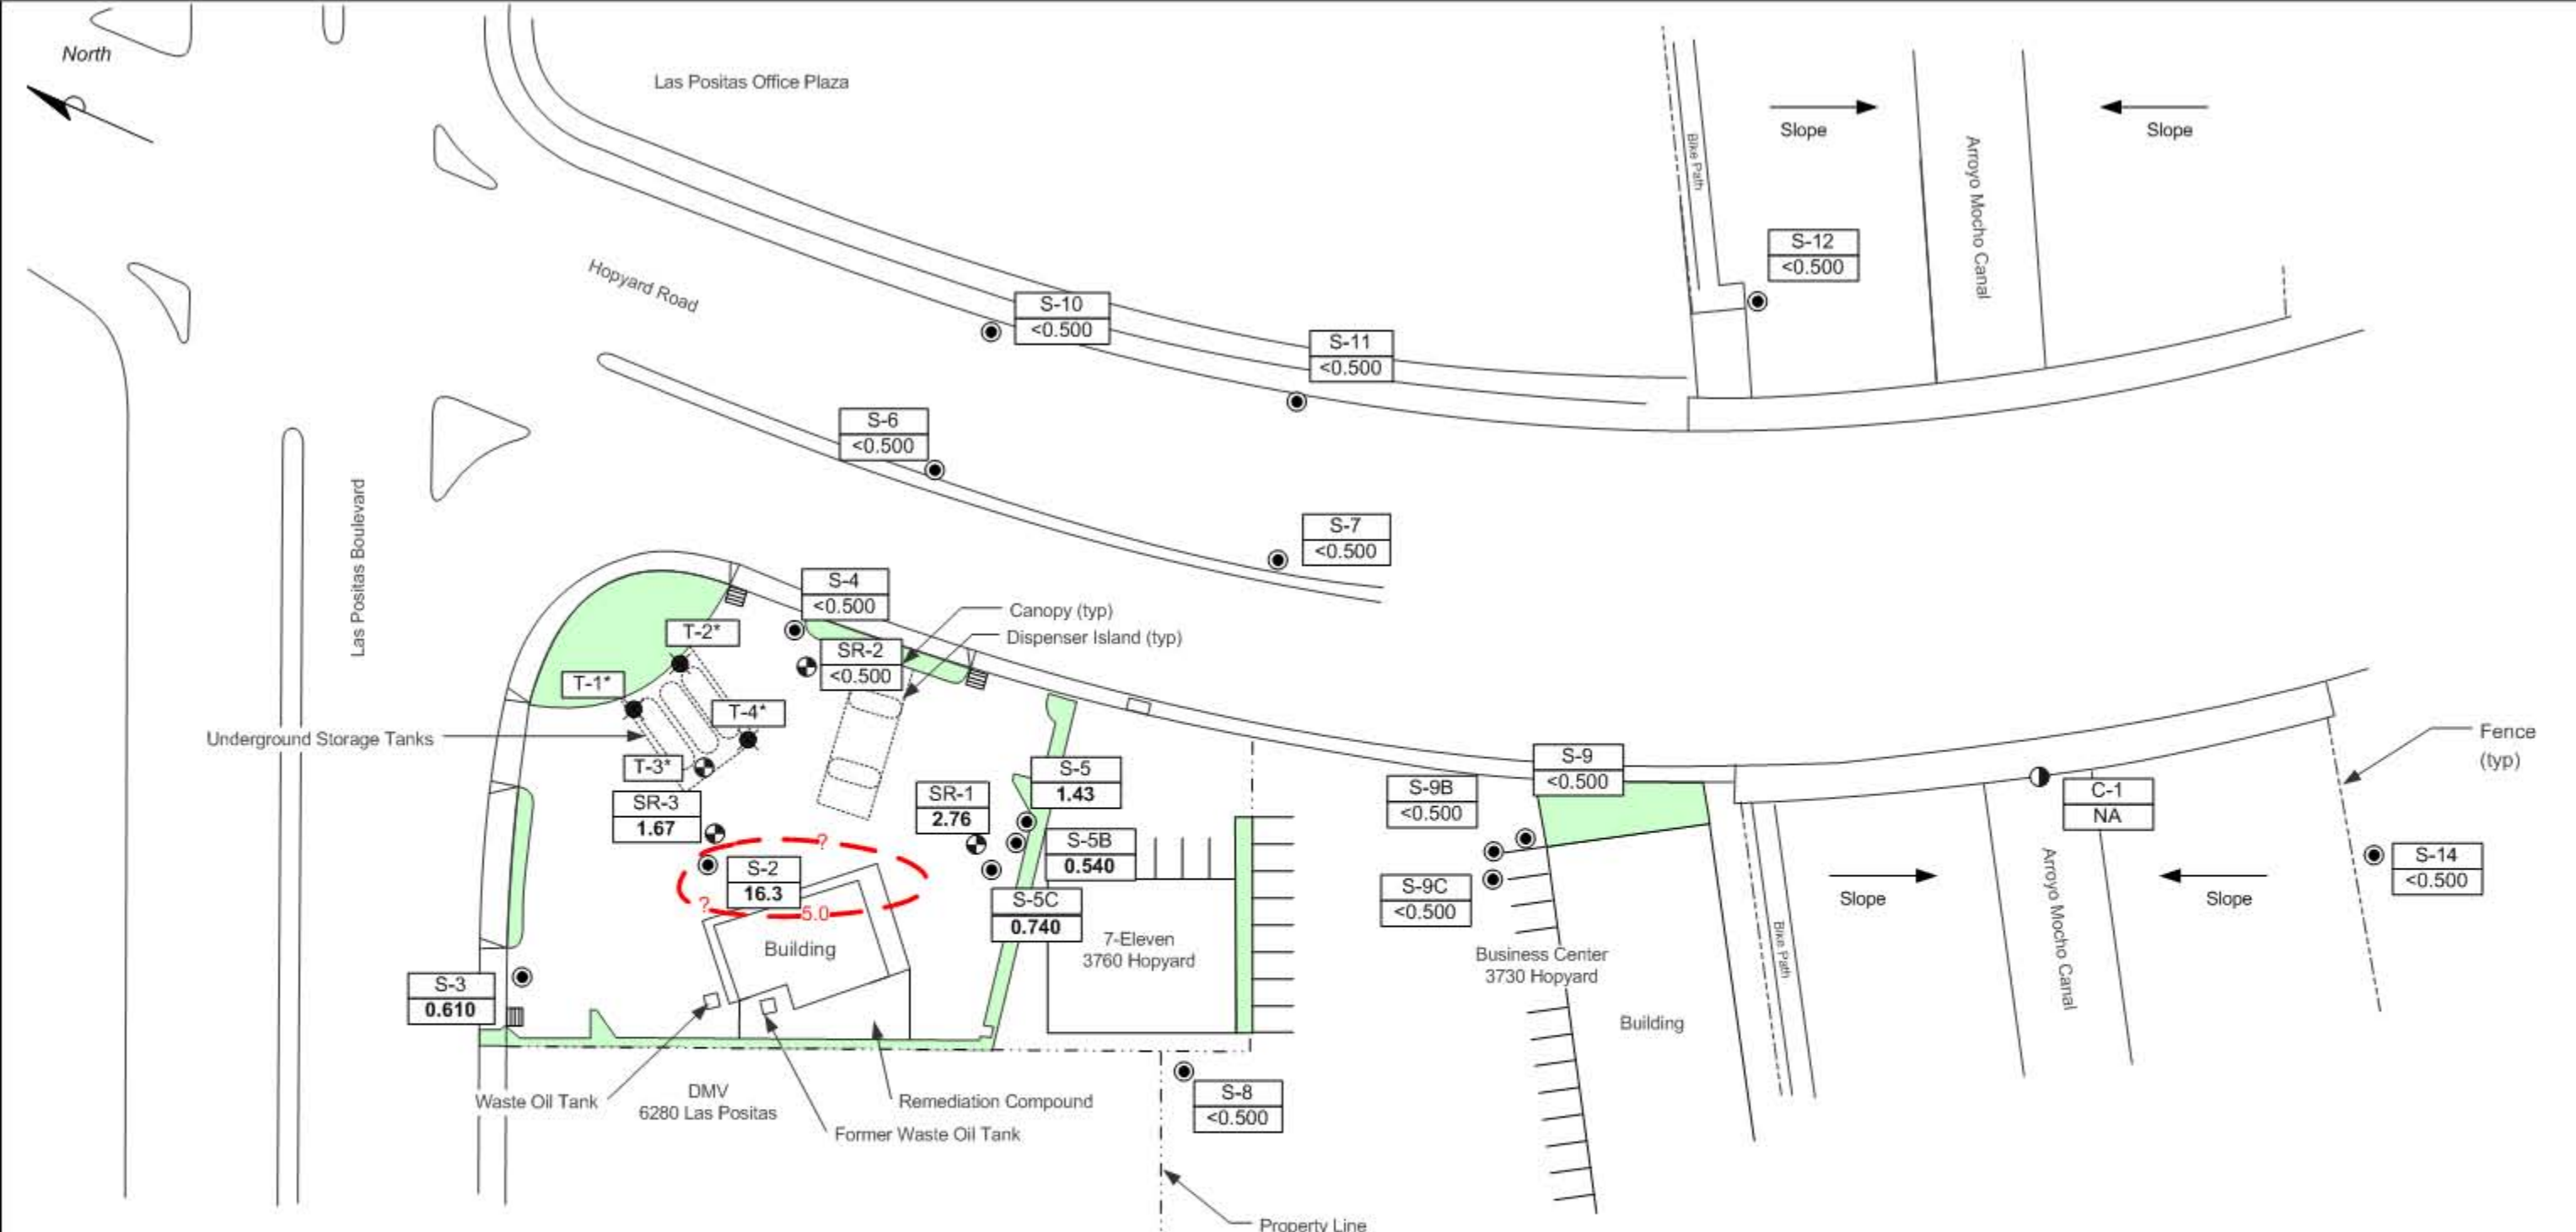 North
Las Positas Office Plaza
Slope
Slope
Bike Path
Arroyo Mocho Canal
S-12
<0.500
Hopyard Road
S-10
<0.500
S-11
<0.500
S-6
<0.500
Las Positas Boulevard
S-7
<0.500
S-4
<0.500
Canopy (typ)
Dispenser Island (typ)
T-2*
SR-2
<0.500
T-1*
T-4*
Underground Storage Tanks
T-3*
SR-3
1.67
SR-1
2.76
S-5
1.43
S-5B
0.540
S-5C
0.740
?
S-2
16.3
?
5.0
Building
7-Eleven
3760 Hopyard
S-9
<0.500
S-9B
<0.500
S-9C
<0.500
Business Center
3730 Hopyard
Building
Bike Path
Slope
Arroyo Mocho Canal
Slope
C-1
NA
Fence
(typ)
S-14
<0.500
S-3
0.610
Waste Oil Tank
DMV
6280 Las Positas
Remediation Compound
Former Waste Oil Tank
S-8
<0.500
Property Line